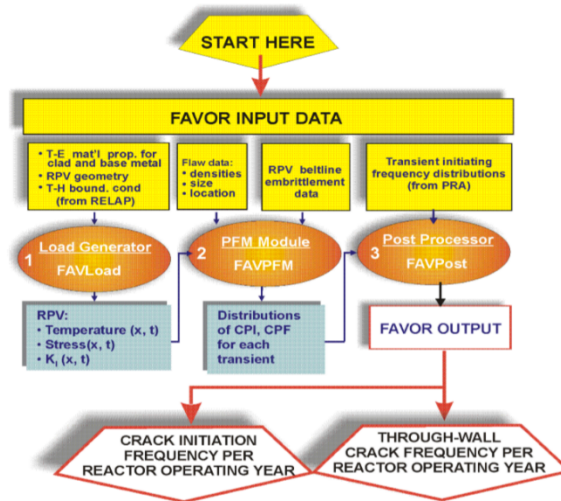 START HERE
FAVOR INPUT DATA
• T-E mat'l prop. for
clad and base metal
• RPV geometry
• T-H bound. cond
(from RELAP)
Flaw data:
• densities
• size
• location
RPV beltline
embrittlement
data
Transient initiating
frequency distributions
(from PRA)
1
Load Generator
FAVLoad
2
PFM Module
FAVPFM
3
Post Processor
FAVPost
RPV:
• Temperature (x, t)
• Stress(x, t)
• KI (x, t)
Distributions
of CPI, CPF
for each
transient
FAVOR OUTPUT
CRACK INITIATION
FREQUENCY PER
REACTOR OPERATING YEAR
THROUGH-WALL
CRACK FREQUENCY PER
REACTOR OPERATING YEAR